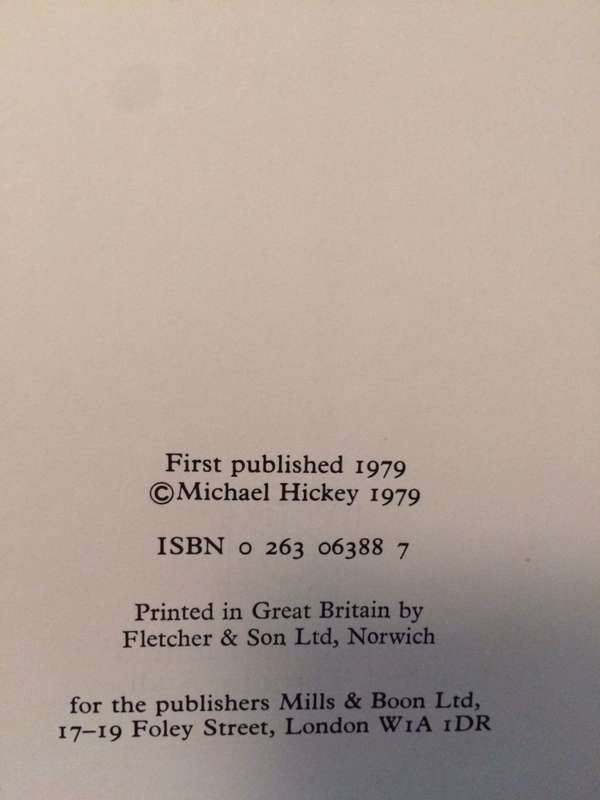 First published 1979
©Michael Hickey 1979
ISBN 0 263 06388 7
Printed in Great Britain by
Fletcher & Son Ltd, Norwich
for the publishers Mills & Boon Ltd,
17–19 Foley Street, London W1A 1DR